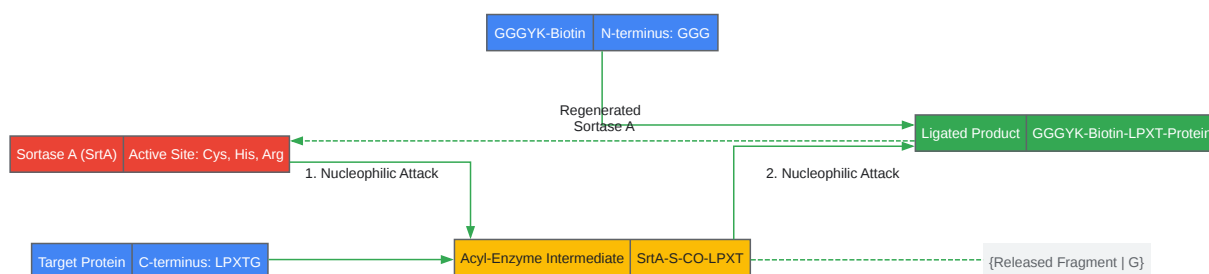 GGGYK-Biotin N-terminus: GGG
Regenerated
Sortase A
Ligated Product GGGYK-Biotin-LPXT-Protein
Sortase A (SrtA) Active Site: Cys, His, Arg
1. Nucleophilic Attack
2. Nucleophilic Attack
Target Protein C-terminus: LPXTG
Acyl-Enzyme Intermediate SrtA-S-CO-LPXT
{Released Fragment | G}